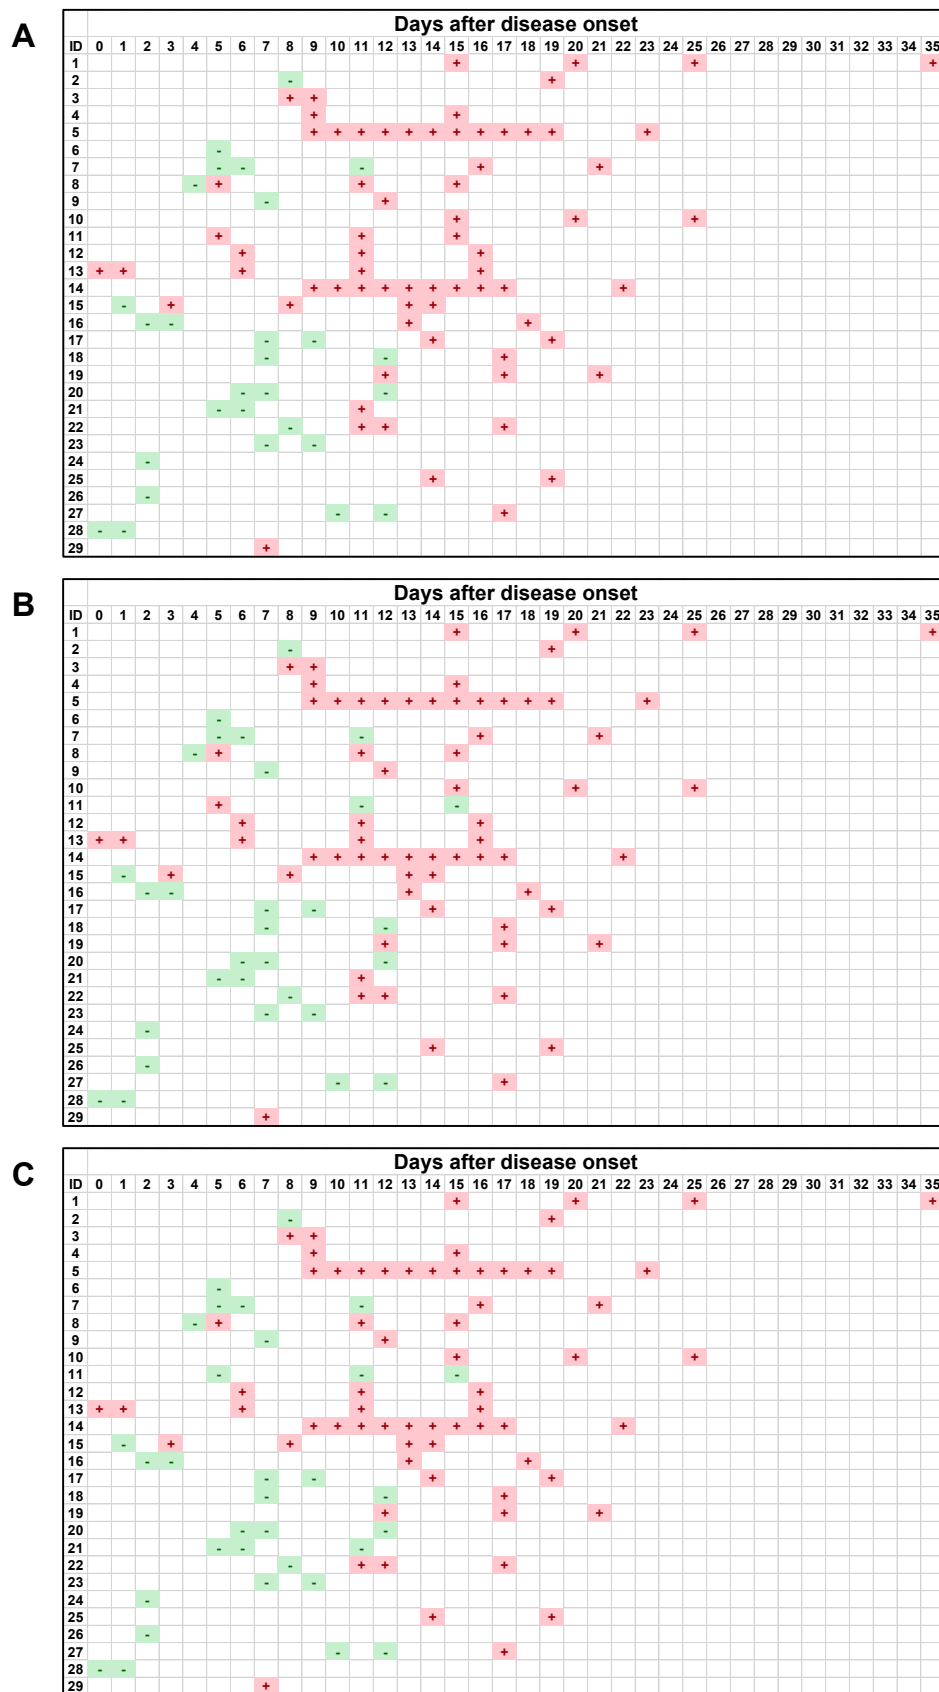 A
Days after disease onset
ID 0 1 2 3 4 5 6 7 8 9 10 11 12 13 14 15 16 17 18 19 20 21 22 23 24 25 26 27 28 29 30 31 32 33 34 35
1 + + + +
2 - +
3 + +
4 + +
5 + + + + + + + + + + + +
6 -
7 - - - + +
8 - + + +
9 - +
10 + + +
11 + + +
12 + + +
13 + + + + +
14 + + + + + + + + + +
15 - + + + +
16 - - + +
17 - - + +
18 - - +
19 + + +
20 - - -
21 - - +
22 - + + +
23 - -
24 -
25 + +
26 -
27 - - +
28 - -
29 +
B
Days after disease onset
ID 0 1 2 3 4 5 6 7 8 9 10 11 12 13 14 15 16 17 18 19 20 21 22 23 24 25 26 27 28 29 30 31 32 33 34 35
1 + + + +
2 - +
3 + +
4 + +
5 + + + + + + + + + + + +
6 -
7 - - - + +
8 - + + +
9 - +
10 + + +
11 + - -
12 + + +
13 + + + + +
14 + + + + + + + + + +
15 - + + + +
16 - - + +
17 - - + +
18 - - +
19 + + +
20 - - -
21 - - +
22 - + + +
23 - -
24 -
25 + +
26 -
27 - - +
28 - -
29 +
C
Days after disease onset
ID 0 1 2 3 4 5 6 7 8 9 10 11 12 13 14 15 16 17 18 19 20 21 22 23 24 25 26 27 28 29 30 31 32 33 34 35
1 + + + +
2 - +
3 + +
4 + +
5 + + + + + + + + + + + +
6 -
7 - - - + +
8 - + + +
9 - +
10 + + +
11 - - -
12 + + +
13 + + + + +
14 + + + + + + + + + +
15 - + + + +
16 - - + +
17 - - + +
18 - - +
19 + + +
20 - - -
21 - - -
22 - + + +
23 - -
24 -
25 + +
26 -
27 - - +
28 - -
29 +